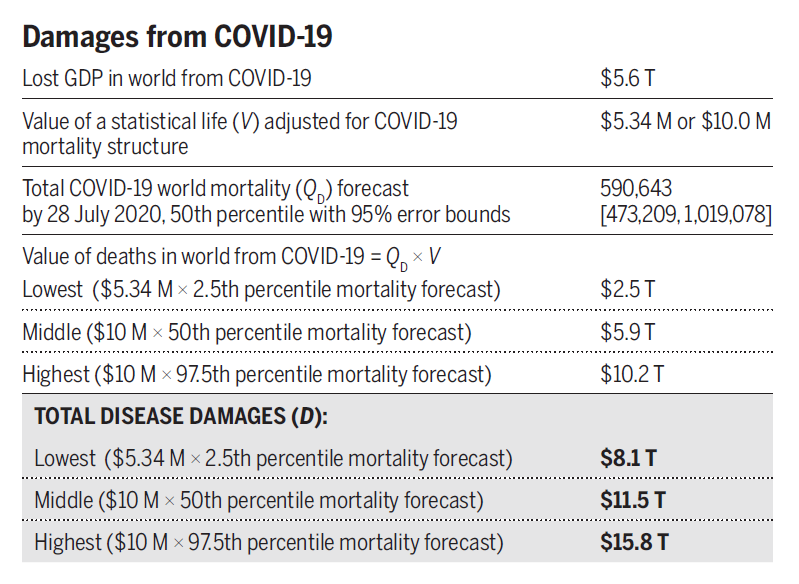 Damages from COVID-19
Lost GDP in world from COVID-19 $5.6 T
Value of a statistical life (V) adjusted for COVID-19 $5.34 M or $10.0 M
mortality structure
Total COVID-19 world mortality (Q_D) forecast 590,643
by 28 July 2020, 50th percentile with 95% error bounds [473,209, 1,019,078]
Value of deaths in world from COVID-19 = Q_D × V
Lowest ($5.34 M × 2.5th percentile mortality forecast) $2.5 T
Middle ($10 M × 50th percentile mortality forecast) $5.9 T
Highest ($10 M × 97.5th percentile mortality forecast) $10.2 T
TOTAL DISEASE DAMAGES (D):
Lowest ($5.34 M × 2.5th percentile mortality forecast) $8.1 T
Middle ($10 M × 50th percentile mortality forecast) $11.5 T
Highest ($10 M × 97.5th percentile mortality forecast) $15.8 T